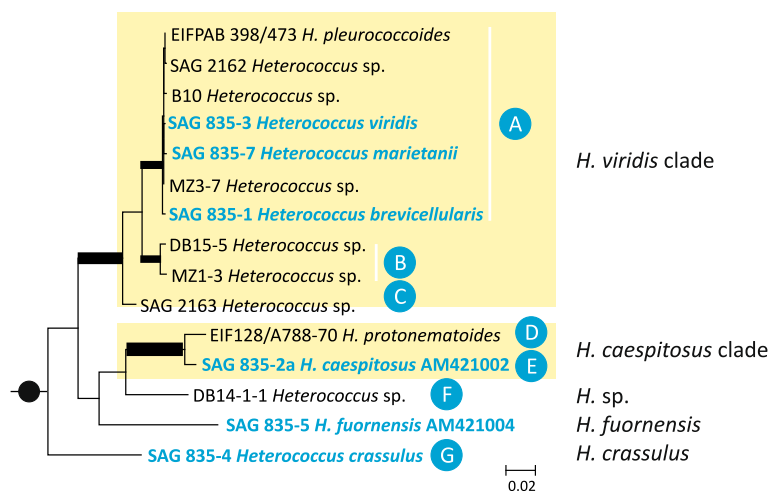 EIFPAB 398/473 H. pleurococcoides
SAG 2162 Heterococcus sp.
B10 Heterococcus sp.
SAG 835-3 Heterococcus viridis
A
SAG 835-7 Heterococcus marietanii
H. viridis clade
MZ3-7 Heterococcus sp.
SAG 835-1 Heterococcus brevicellularis
DB15-5 Heterococcus sp.
B
MZ1-3 Heterococcus sp.
C
SAG 2163 Heterococcus sp.
EIF128/A788-70 H. protonematoides
D
H. caespitosus clade
SAG 835-2a H. caespitosus AM421002
E
DB14-1-1 Heterococcus sp.
F
H. sp.
SAG 835-5 H. fuornensis AM421004
H. fuornensis
SAG 835-4 Heterococcus crassulus
G
H. crassulus
0.02